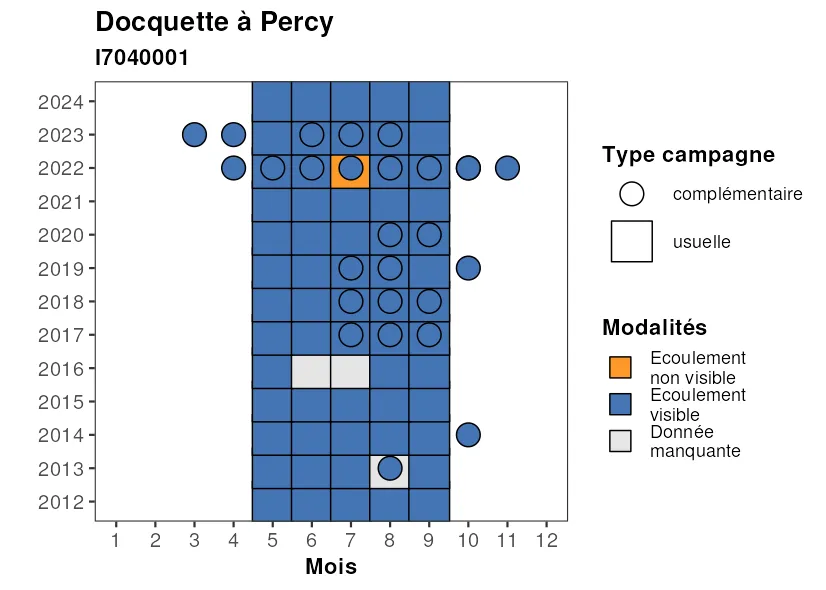 Docquette à Percy
I7040001
2024
2023
2022
2021
2020
2019
2018
2017
2016
2015
2014
2013
2012
1 2 3 4 5 6 7 8 9 10 11 12
Mois
Type campagne
complémentaire
usuelle
Modalités
Ecoulement
non visible
Ecoulement
visible
Donnée
manquante